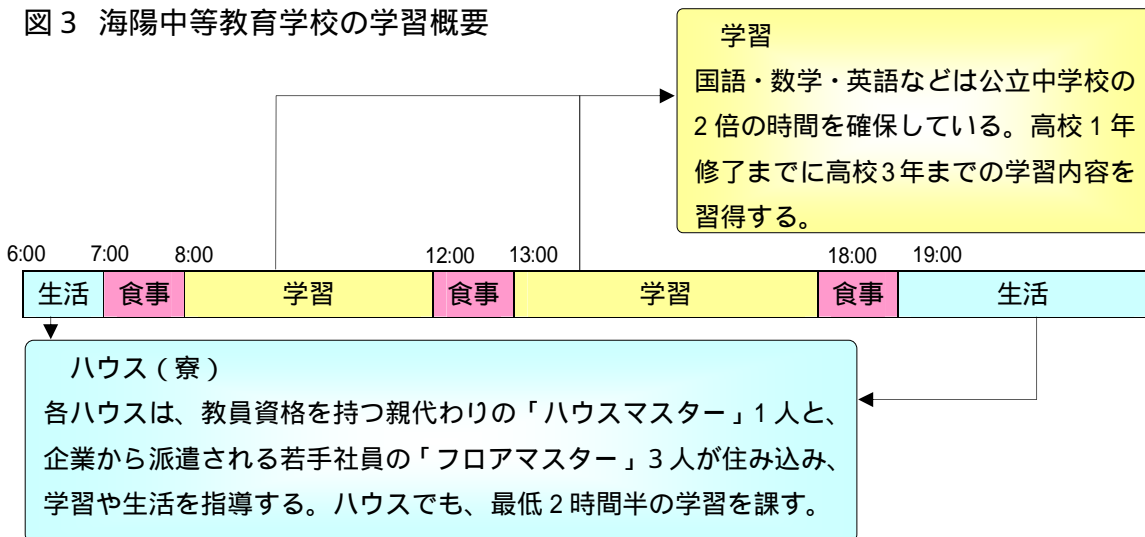 図３ 海陽中等教育学校の学習概要
学習
国語・数学・英語などは公立中学校の
２倍の時間を確保している。高校１年
修了までに高校３年までの学習内容を
習得する。
6:00 7:00 8:00 12:00 13:00 18:00 19:00
生活 食事 学習 食事 学習 食事 生活
ハウス（寮）
各ハウスは、教員資格を持つ親代わりの「ハウスマスター」１人と、
企業から派遣される若手社員の「フロアマスター」３人が住み込み、
学習や生活を指導する。ハウスでも、最低２時間半の学習を課す。